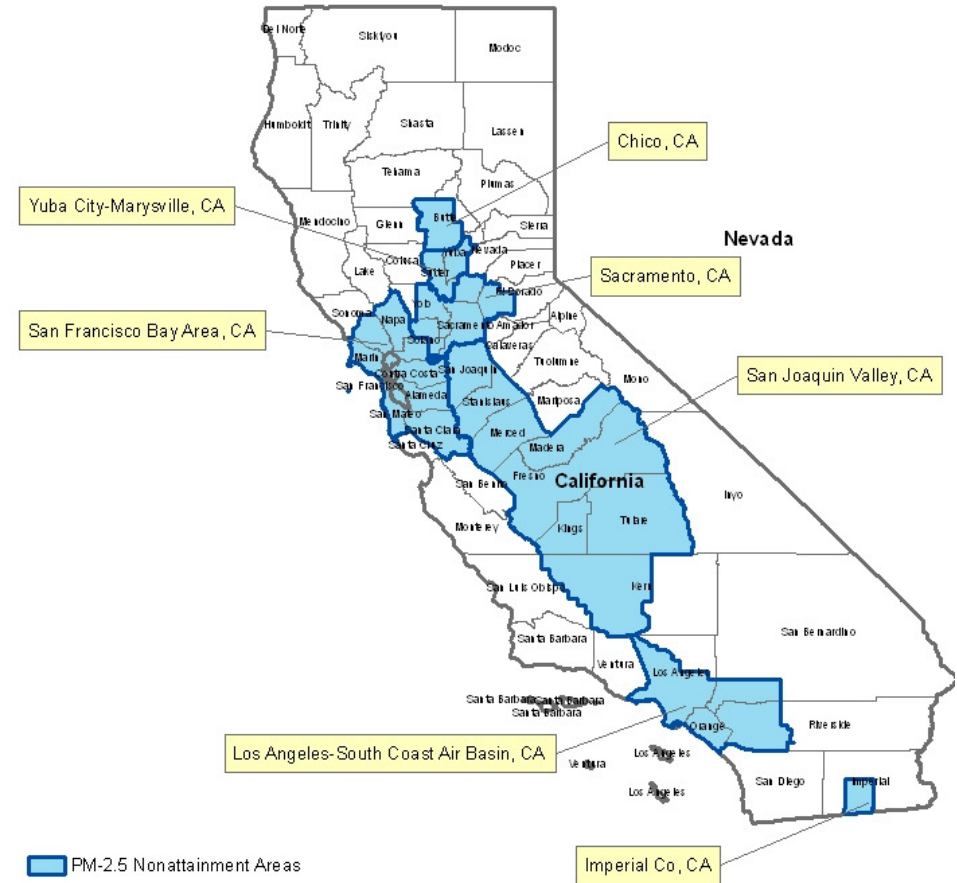 Del Norte
Siskiyou
Modoc
Humboldt
Trinity
Shasta
Lassen
Chico, CA
Tehama
Plumas
Yuba City-Marysville, CA
Mendocino
Glenn
Butte
Sierra
Nevada
Colusa
Yuba
Nevada
Lake
Sutter
Placer
Sacramento, CA
El Dorado
Yolo
Sonoma
Napa
Sacramento
Amador
Alpine
San Francisco Bay Area, CA
Solano
Calaveras
Marin
Contra Costa
San Joaquin
Tuolumne
Mono
San Joaquin Valley, CA
San Francisco
Alameda
Stanislaus
Mariposa
San Mateo
Santa Clara
Merced
Santa Cruz
Madera
San Benito
Fresno
California
Inyo
Monterey
Kings
Tulare
San Luis Obispo
Kern
Santa Barbara
San Bernardino
Ventura
Los Angeles
Santa Barbara
Santa Barbara
Santa Barbara
Orange
Riverside
Los Angeles-South Coast Air Basin, CA
Los Angeles
Ventura
San Diego
Imperial
Los Angeles
PM-2.5 Nonattainment Areas
Imperial Co, CA